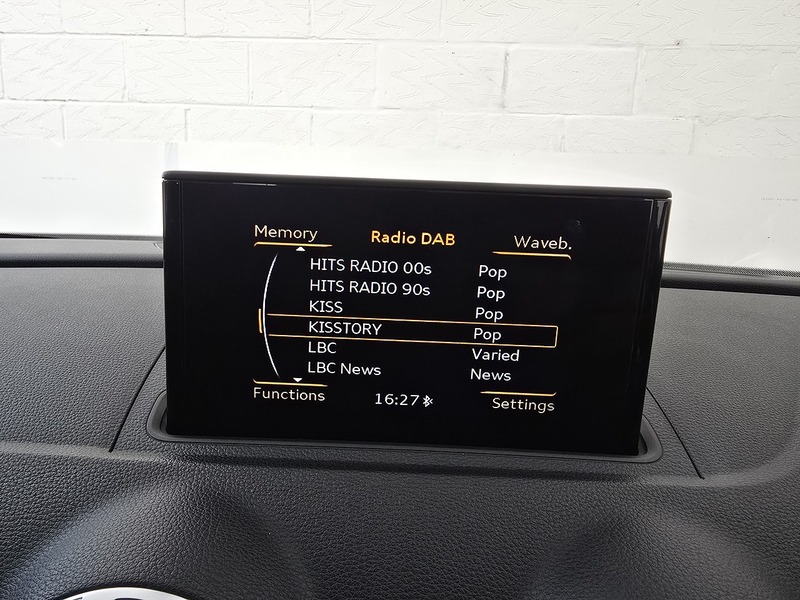 Memory Radio DAB Waveb.
HITS RADIO 00s Pop
HITS RADIO 90s Pop
KISS Pop
KISSTORY Pop
LBC Varied
LBC News News
Functions 16:27 Settings